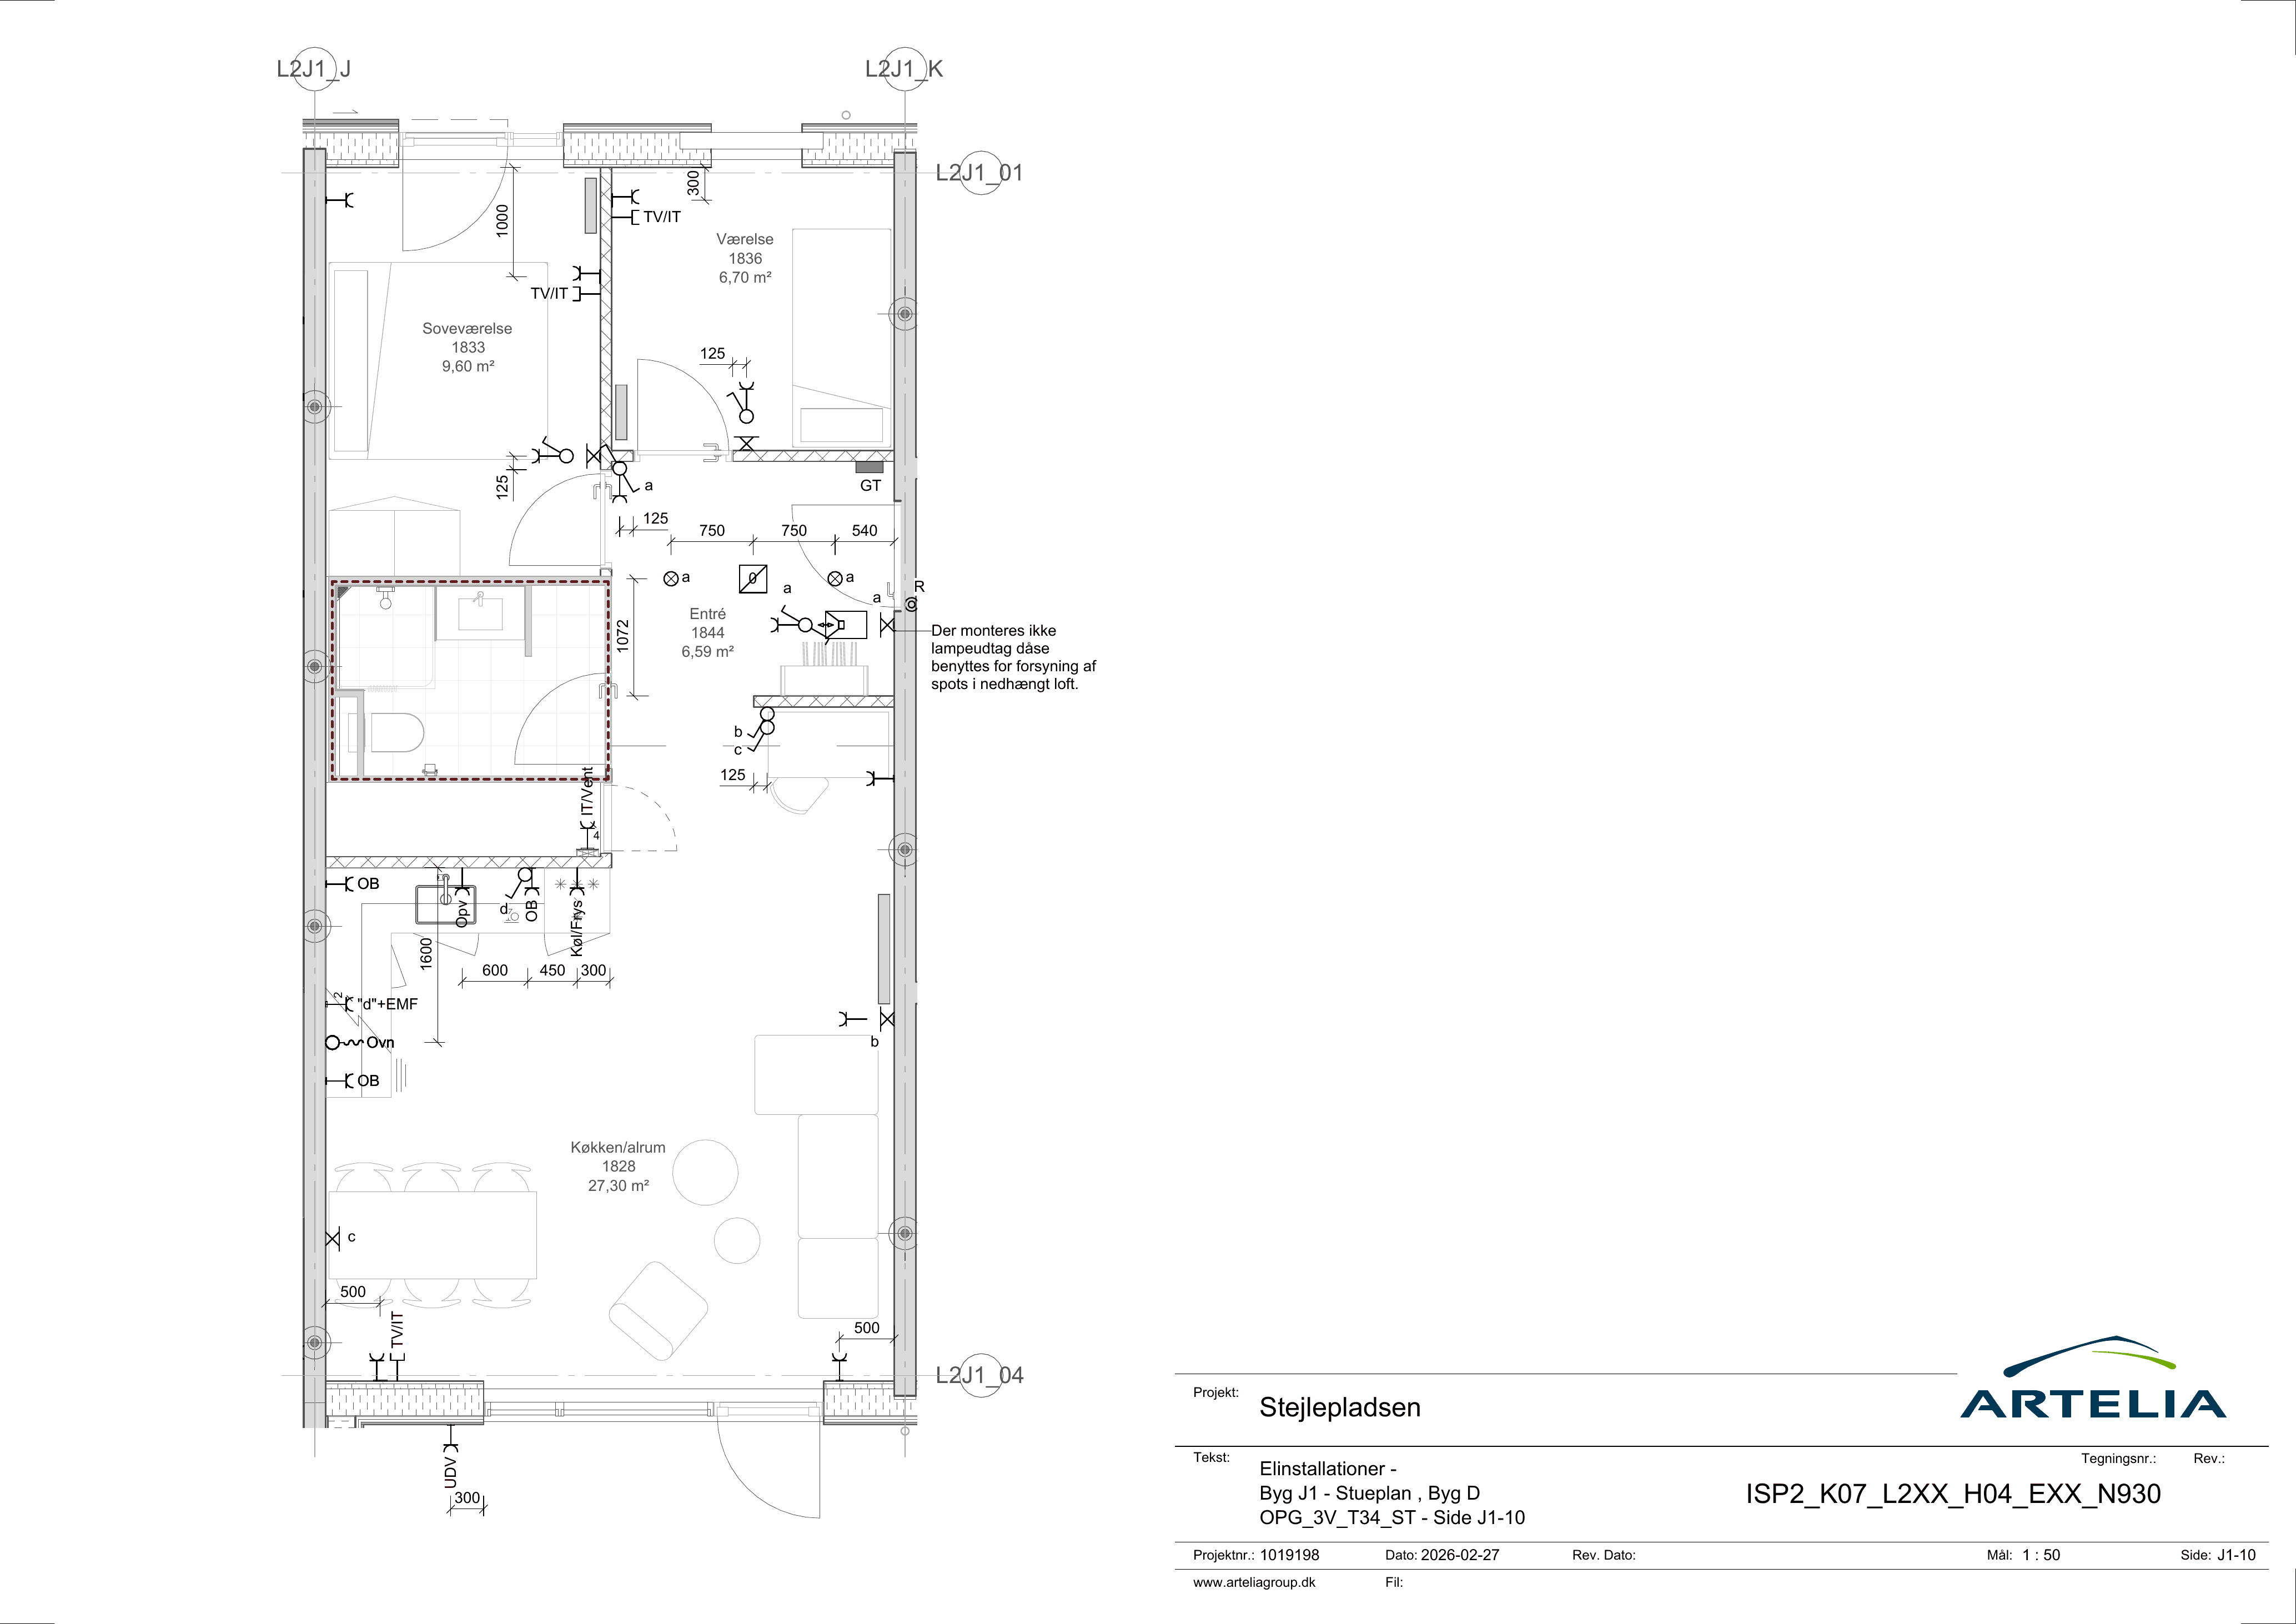 L2J1_J
L2J1_K
L2J1_01
300
1000
TV/IT
TV/IT
Værelse
1836
6,70 m²
Soveværelse
1833
9,60 m²
125
125
a
GT
125
750
750
540
a
0
a
a
a
R
Entré
1844
6,59 m²
1072
Der monteres ikke
lampeudtag dåse
benyttes for forsyning af
spots i nedhængt loft.
b
c
125
IT/Vent
4
OB
Opv
d
OB
Køl/Frys
1600
600
450
300
2
"d"+EMF
Ovn
OB
b
Køkken/alrum
1828
27,30 m²
c
500
TV/IT
500
L2J1_04
UDV
300
ARTELIA
Projekt:
Stejlepladsen
Tekst:
Elinstallationer -
Byg J1 - Stueplan , Byg D
OPG_3V_T34_ST - Side J1-10
Tegningsnr.:
Rev.:
ISP2_K07_L2XX_H04_EXX_N930
Projektnr.: 1019198
Dato: 2026-02-27
Rev. Dato:
Mål: 1 : 50
Side: J1-10
www.arteliagroup.dk
Fil: